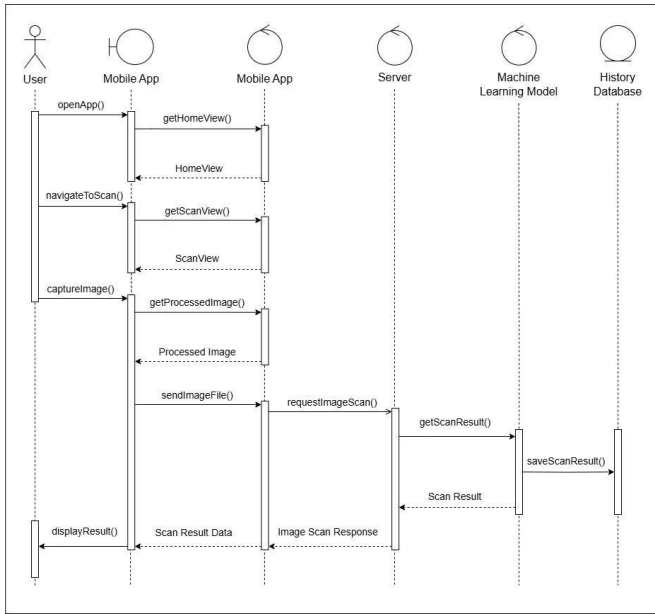 User
Mobile App
Mobile App
Server
Machine
Learning Model
History
Database
openApp()
getHomeView()
HomeView
navigateToScan()
getScanView()
ScanView
captureImage()
getProcessedImage()
Processed Image
sendImageFile()
requestImageScan()
getScanResult()
saveScanResult()
Scan Result
displayResult()
Scan Result Data
Image Scan Response